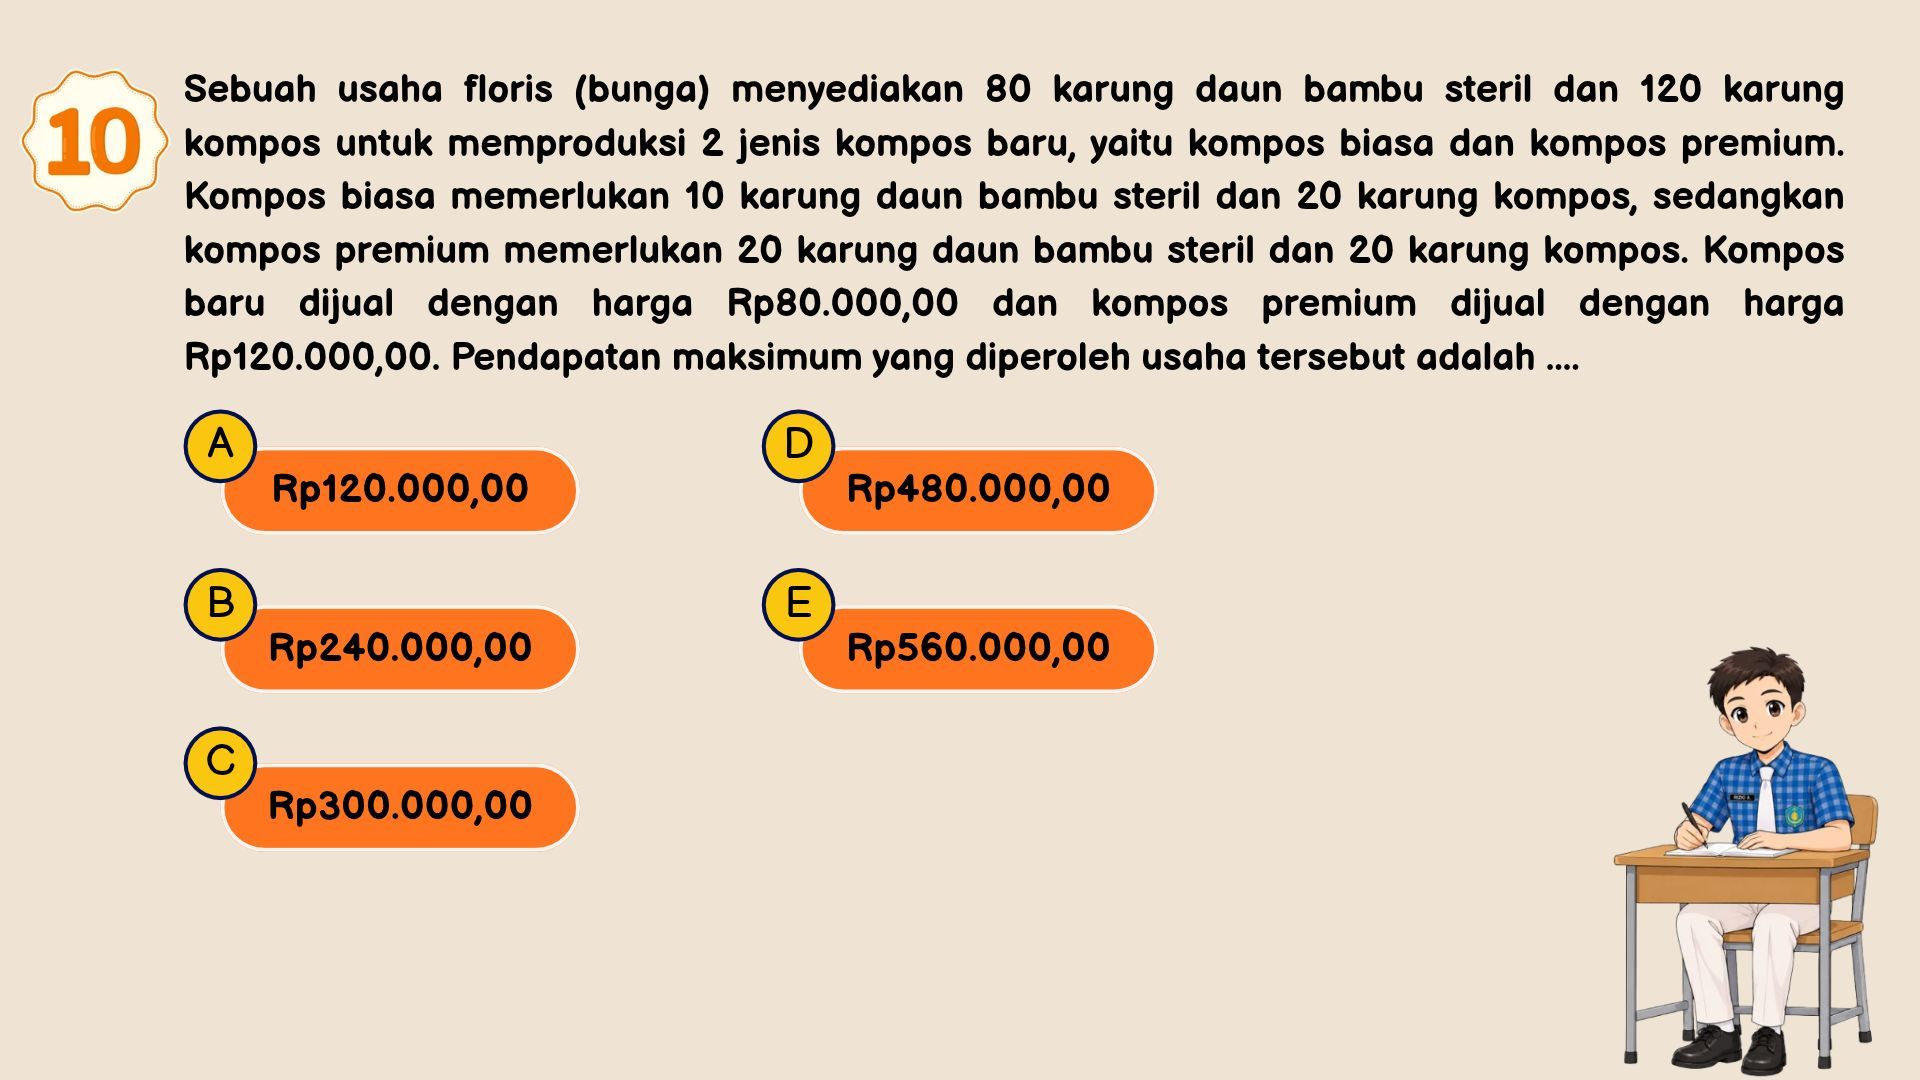 10
Sebuah usaha floris (bunga) menyediakan 80 karung daun bambu steril dan 120 karung
kompos untuk memproduksi 2 jenis kompos baru, yaitu kompos biasa dan kompos premium.
Kompos biasa memerlukan 10 karung daun bambu steril dan 20 karung kompos, sedangkan
kompos premium memerlukan 20 karung daun bambu steril dan 20 karung kompos. Kompos
baru dijual dengan harga Rp80.000,00 dan kompos premium dijual dengan harga
Rp120.000,00. Pendapatan maksimum yang diperoleh usaha tersebut adalah ....
A
Rp120.000,00
B
Rp240.000,00
C
Rp300.000,00
D
Rp480.000,00
E
Rp560.000,00